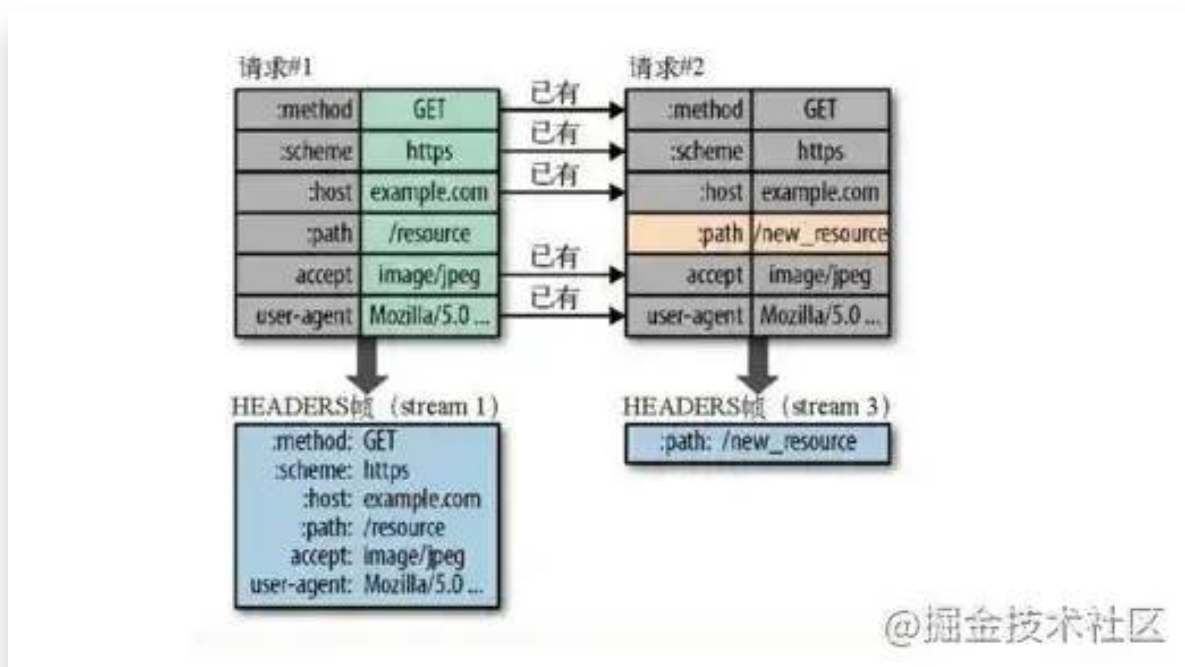 请求#1
请求#2
:method GET 已有 :method GET
:scheme https 已有 :scheme https
:host example.com 已有 :host example.com
:path /resource :path /new_resource
accept image/jpeg 已有 accept image/jpeg
user-agent Mozilla/5.0 ... 已有 user-agent Mozilla/5.0 ...
HEADERS帧 (stream 1)
:method: GET
:scheme: https
:host: example.com
:path: /resource
accept: image/jpeg
user-agent: Mozilla/5.0 ...
HEADERS帧 (stream 3)
:path: /new_resource
@掘金技术社区